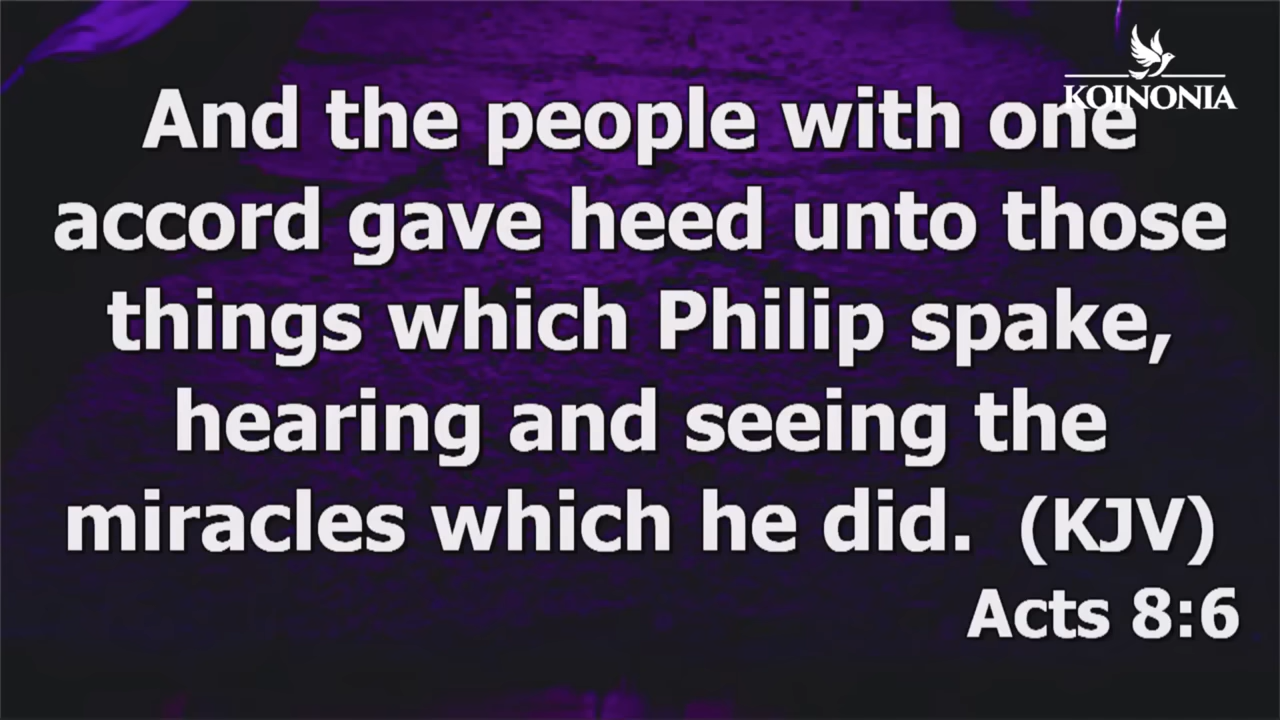 KOINONIA
And the people with one
accord gave heed unto those
things which Philip spake,
hearing and seeing the
miracles which he did.  (KJV)
Acts 8:6